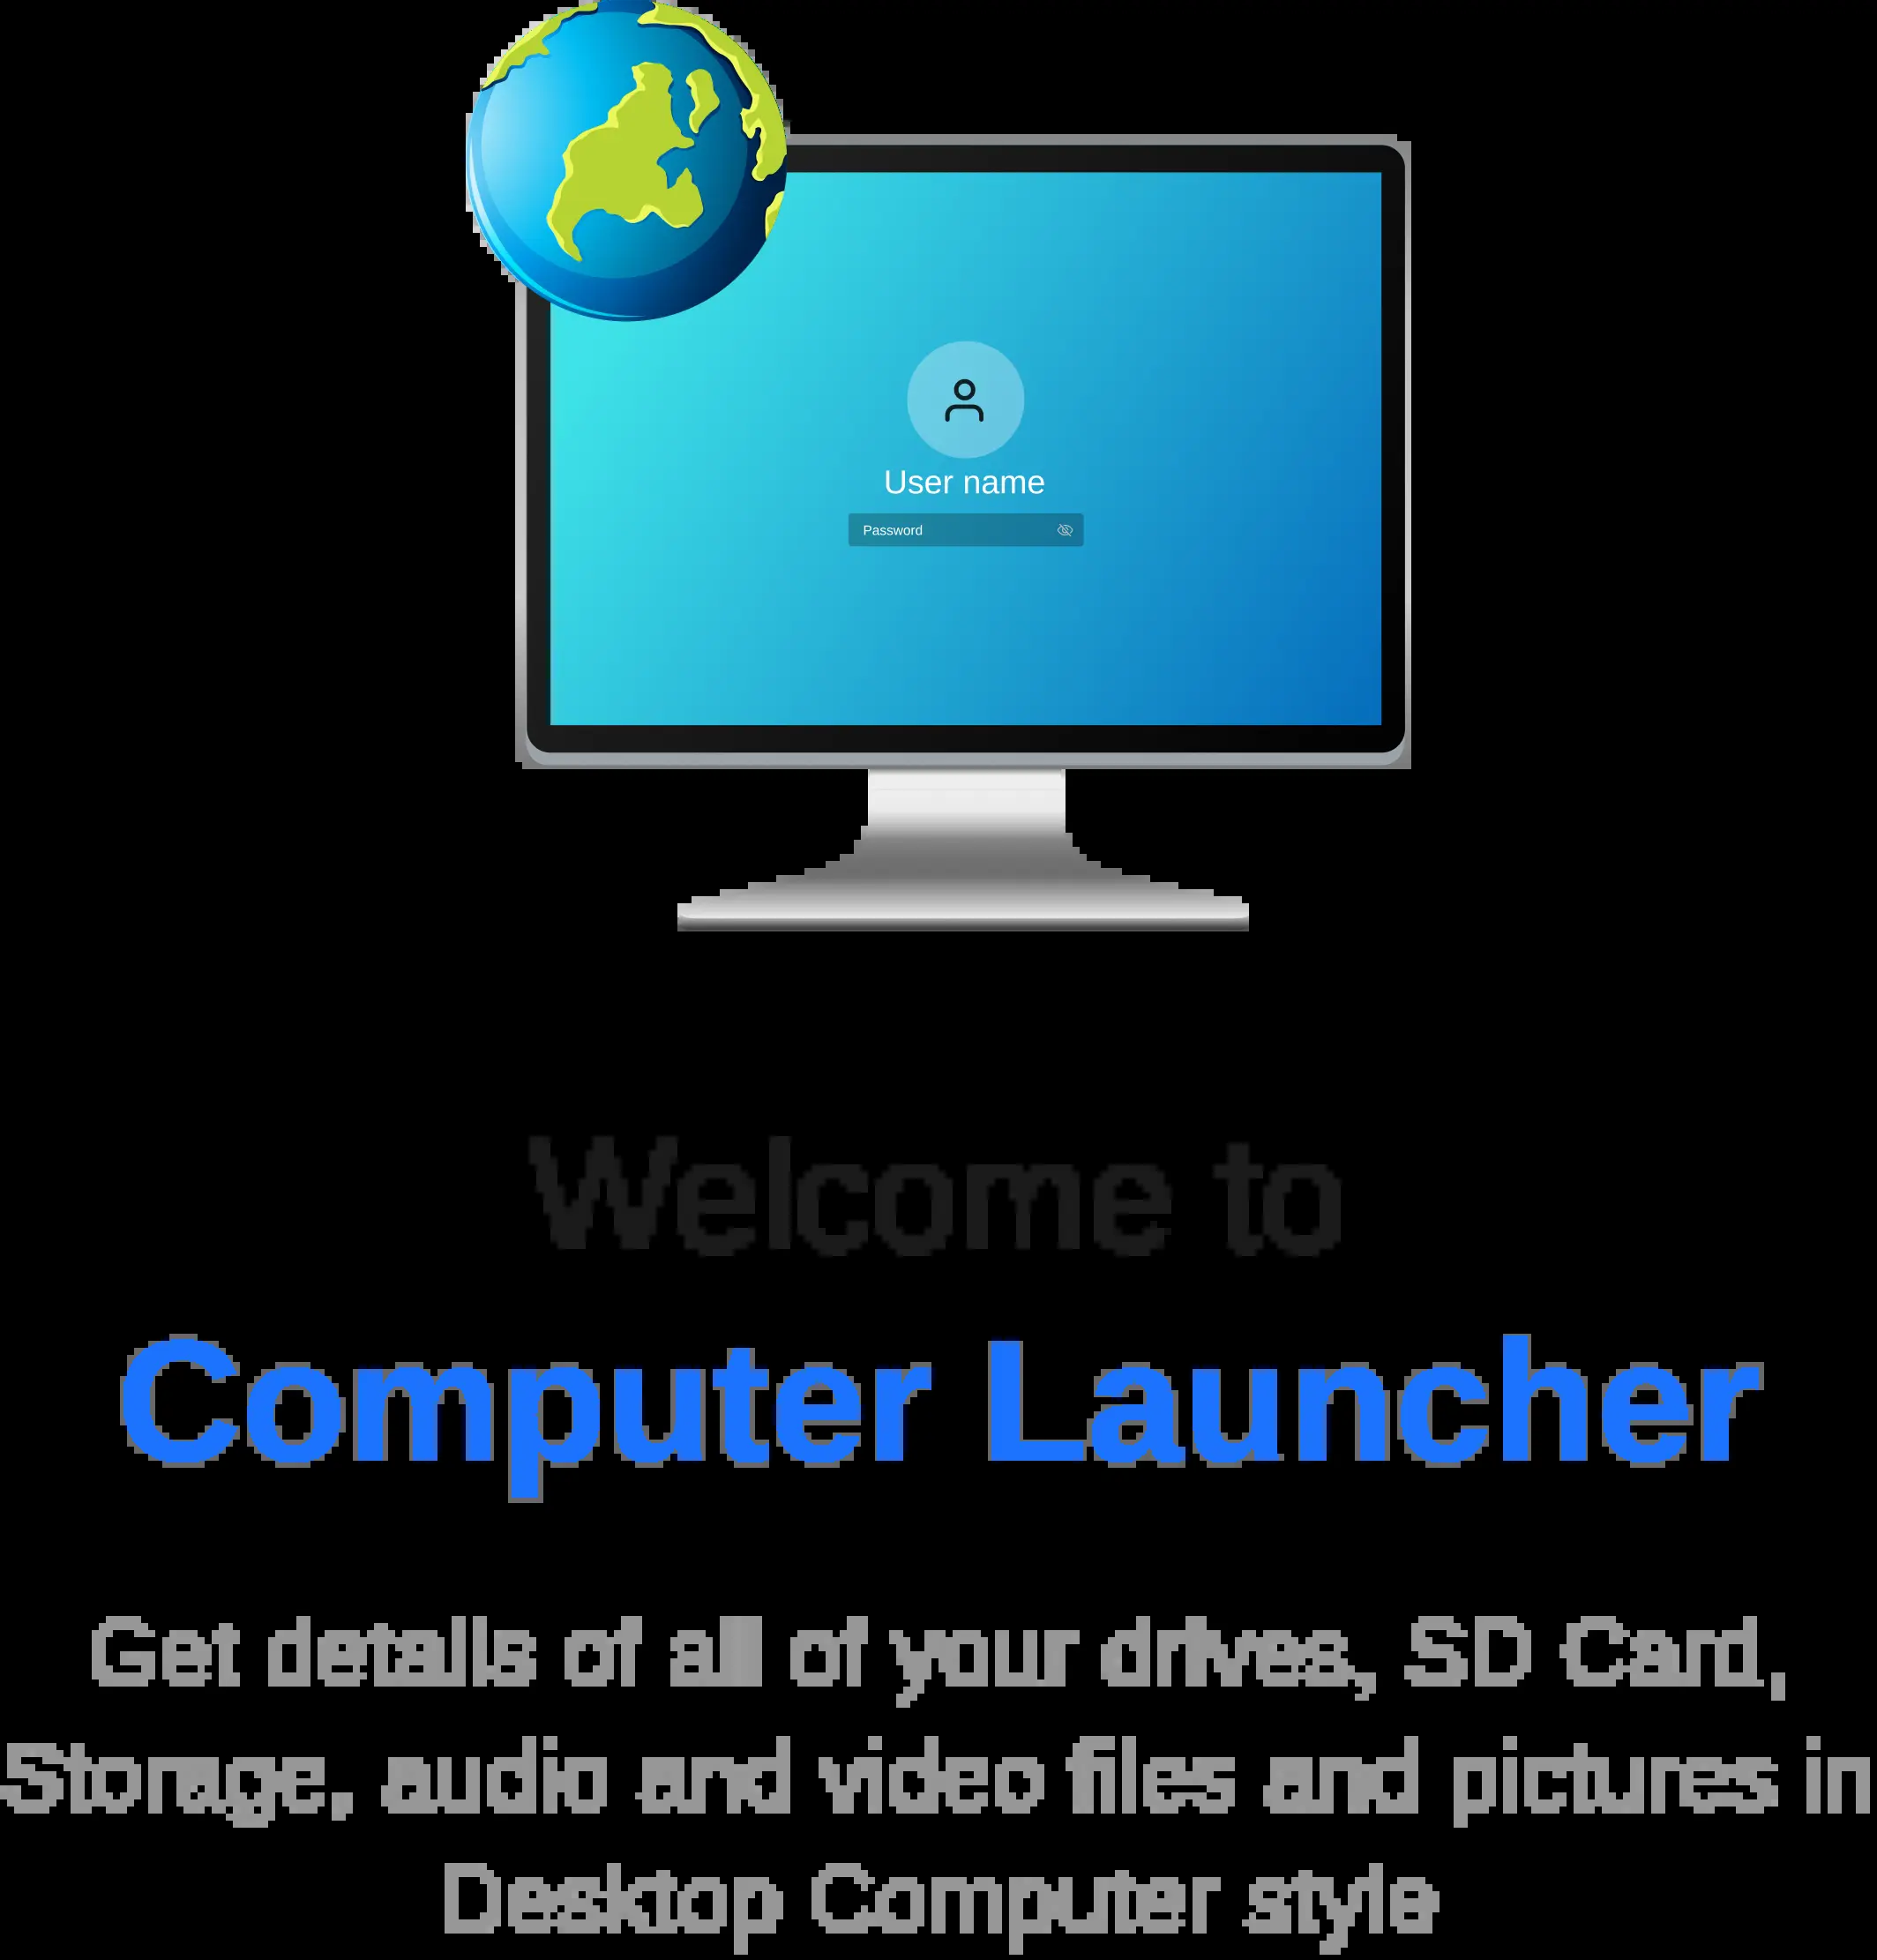 User name
Password
Welcome to
Computer Launcher
Get details of all of your drives, SD Card,
Storage, audio and video files and pictures in
Desktop Computer style